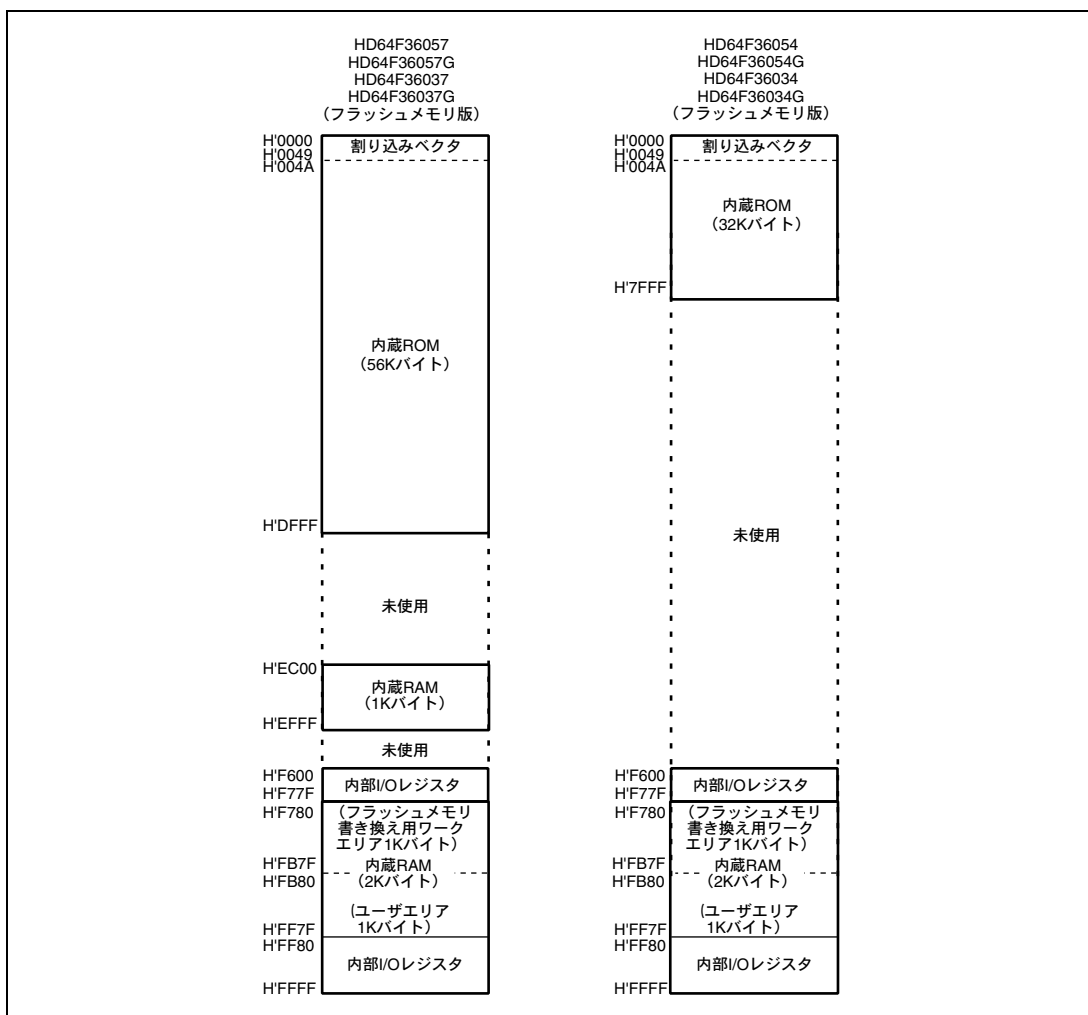 HD64F36057
HD64F36057G
HD64F36037
HD64F36037G
（フラッシュメモリ版）
H'0000
H'0049
H'004A
割り込みベクタ
内蔵ROM
（56Kバイト）
H'DFFF
未使用
H'EC00
内蔵RAM
（1Kバイト）
H'EFFF
未使用
H'F600
H'F77F
内部I/Oレジスタ
H'F780
（フラッシュメモリ
書き換え用ワーク
エリア1Kバイト）
H'FB7F
H'FB80
内蔵RAM
（2Kバイト）
（ユーザエリア
1Kバイト）
H'FF7F
H'FF80
内部I/Oレジスタ
H'FFFF
HD64F36054
HD64F36054G
HD64F36034
HD64F36034G
（フラッシュメモリ版）
H'0000
H'0049
H'004A
割り込みベクタ
内蔵ROM
（32Kバイト）
H'7FFF
未使用
H'F600
H'F77F
内部I/Oレジスタ
H'F780
（フラッシュメモリ
書き換え用ワーク
エリア1Kバイト）
H'FB7F
H'FB80
内蔵RAM
（2Kバイト）
（ユーザエリア
1Kバイト）
H'FF7F
H'FF80
内部I/Oレジスタ
H'FFFF